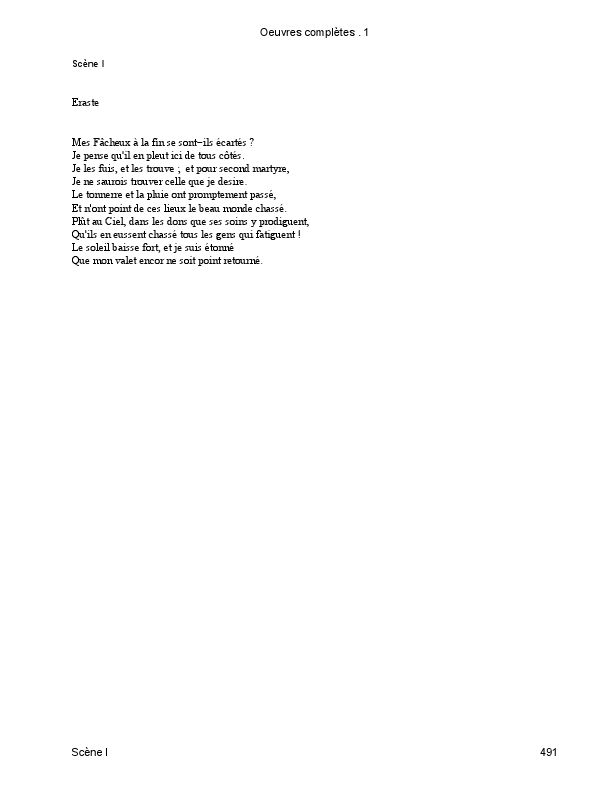 Oeuvres complètes . 1
Scène I
Eraste
Mes Fâcheux à la fin se sont−ils écartés ?
Je pense qu'il en pleut ici de tous côtés.
Je les fuis, et les trouve ; et pour second martyre,
Je ne saurois trouver celle que je desire.
Le tonnerre et la pluie ont promptement passé,
Et n'ont point de ces lieux le beau monde chassé.
Plût au Ciel, dans les dons que ses soins y prodiguent,
Qu'ils en eussent chassé tous les gens qui fatiguent !
Le soleil baisse fort, et je suis étonné
Que mon valet encor ne soit point retourné.
Scène I
491